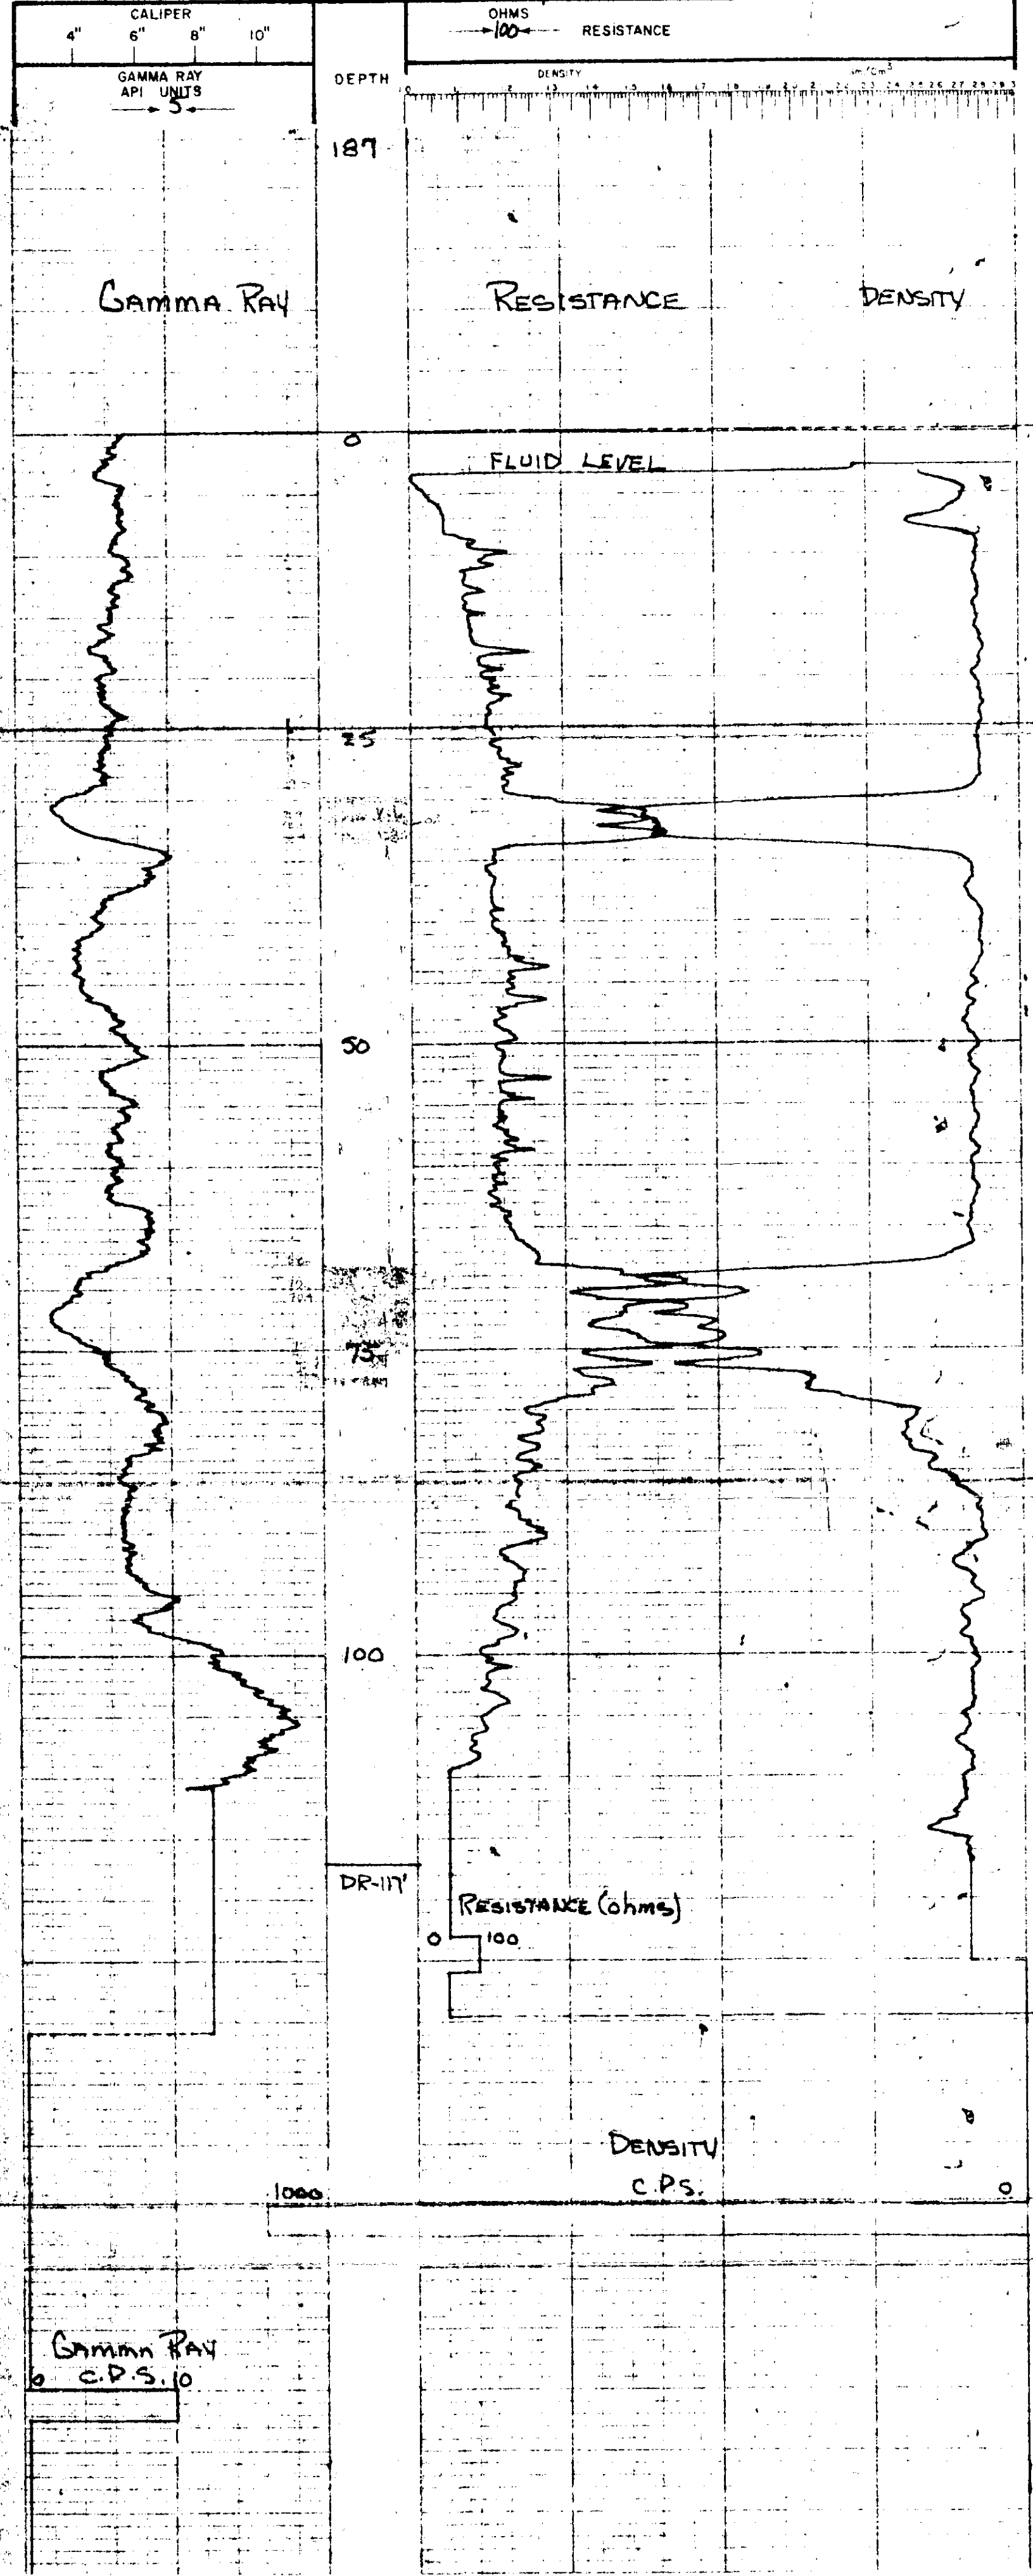 CALIPER
4" 6" 8" 10"
GAMMA RAY
API UNITS
5
DEPTH
OHMS
100 RESISTANCE
DENSITY
187
GAMMA RAY
RESISTANCE
DENSITY
0
FLUID LEVEL
25
50
75
100
DR-117'
RESISTANCE (ohms)
0 100
DENSITY
C.P.S.
1000 0
GAMMA RAY
C.P.S.
0 10